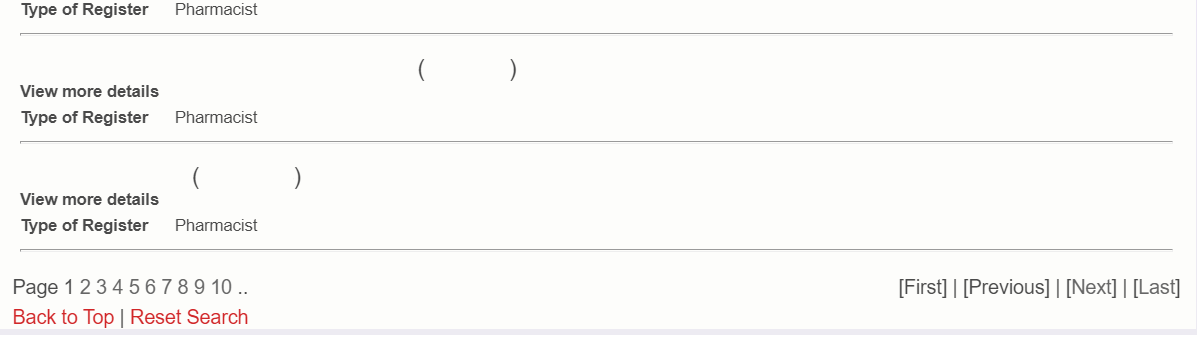 Type of Register Pharmacist
( )
View more details
Type of Register Pharmacist
( )
View more details
Type of Register Pharmacist
Page 1 2 3 4 5 6 7 8 9 10 .. [First] | [Previous] | [Next] | [Last]
Back to Top | Reset Search